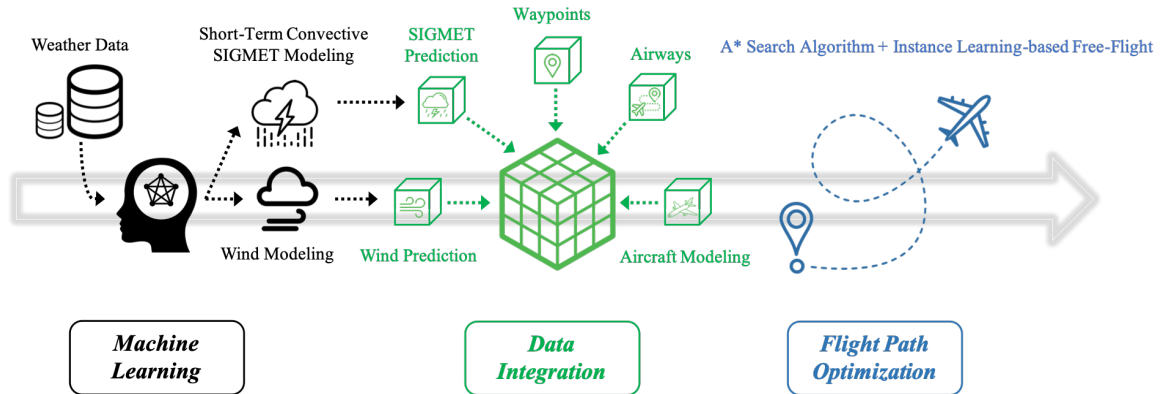 Weather Data
Short-Term Convective
SIGMET Modeling
SIGMET
Prediction
Waypoints
Airways
A* Search Algorithm + Instance Learning-based Free-Flight
Wind Modeling
Wind Prediction
Aircraft Modeling
Machine
Learning
Data
Integration
Flight Path
Optimization